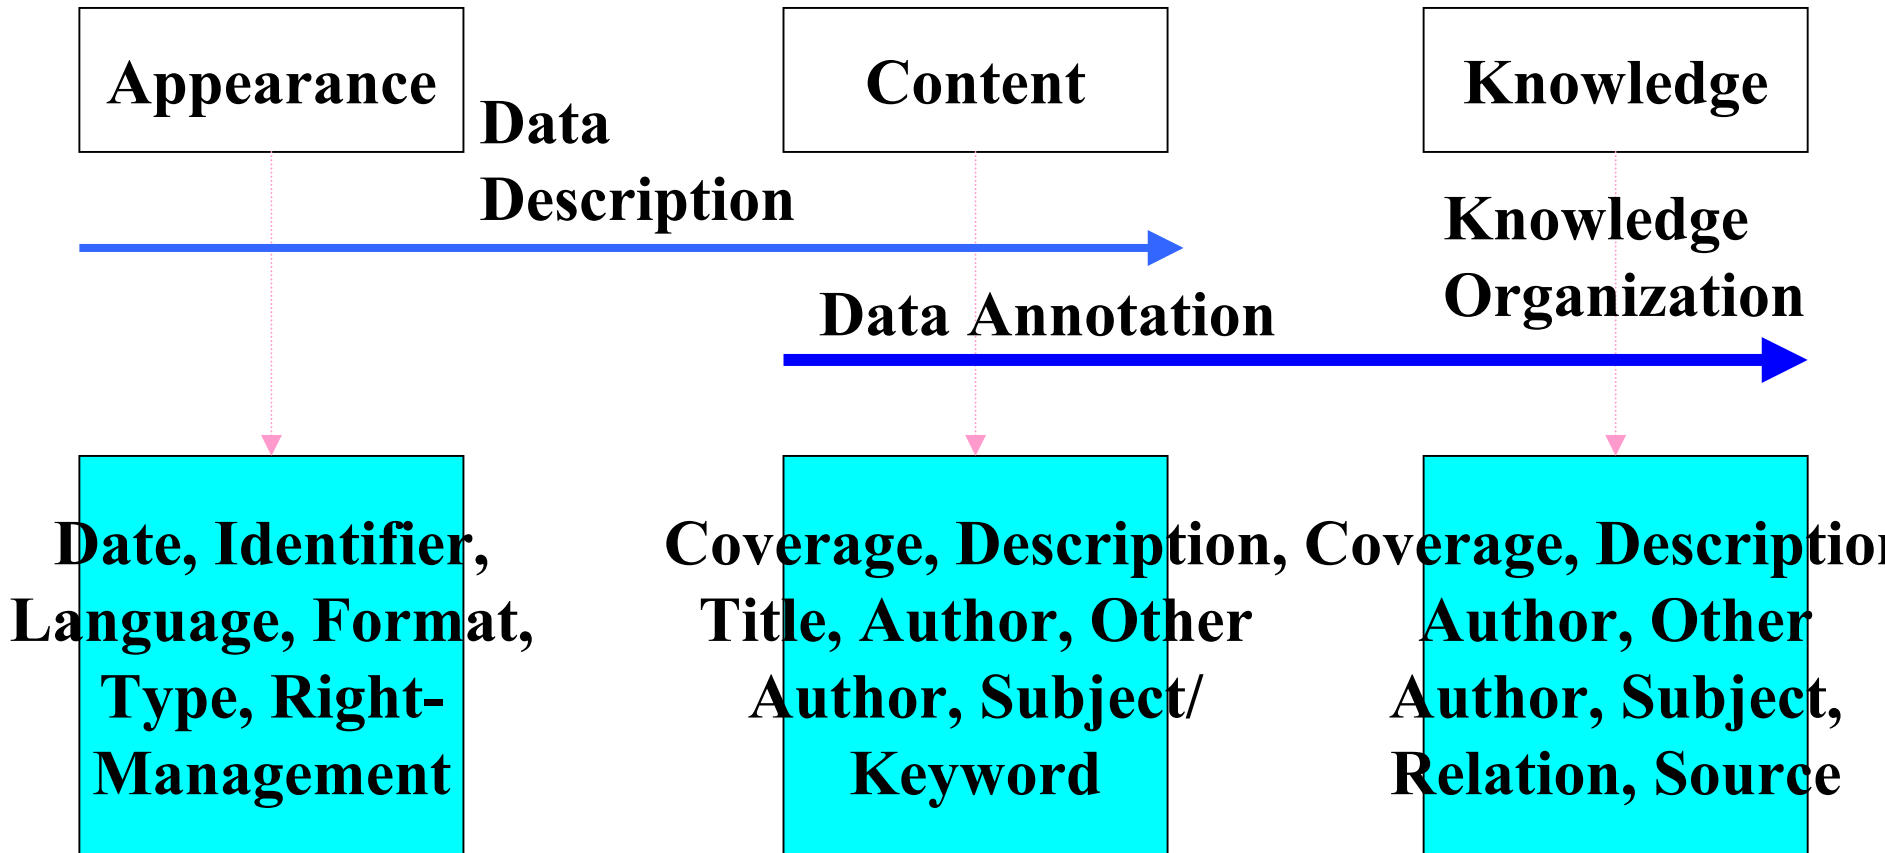 Appearance
Content
Knowledge
Data
Description
Knowledge
Organization
Data Annotation
Date, Identifier,
Language, Format,
Type, Right-
Management
Coverage, Description,
Title, Author, Other
Author, Subject/
Keyword
Coverage, Description
Author, Other
Author, Subject,
Relation, Source